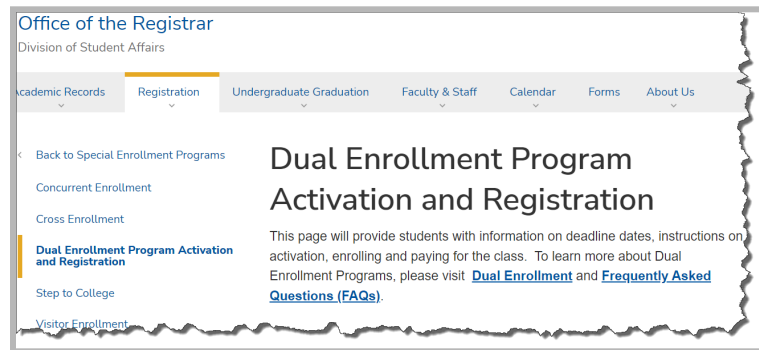 Office of the Registrar
Division of Student Affairs
Academic Records
Registration
Undergraduate Graduation
Faculty & Staff
Calendar
Forms
About Us
Back to Special Enrollment Programs
Concurrent Enrollment
Cross Enrollment
Dual Enrollment Program Activation
and Registration
Step to College
Visitor Enrollment
Dual Enrollment Program
Activation and Registration
This page will provide students with information on deadline dates, instructions on
activation, enrolling and paying for the class. To learn more about Dual
Enrollment Programs, please visit Dual Enrollment and Frequently Asked
Questions (FAQs).